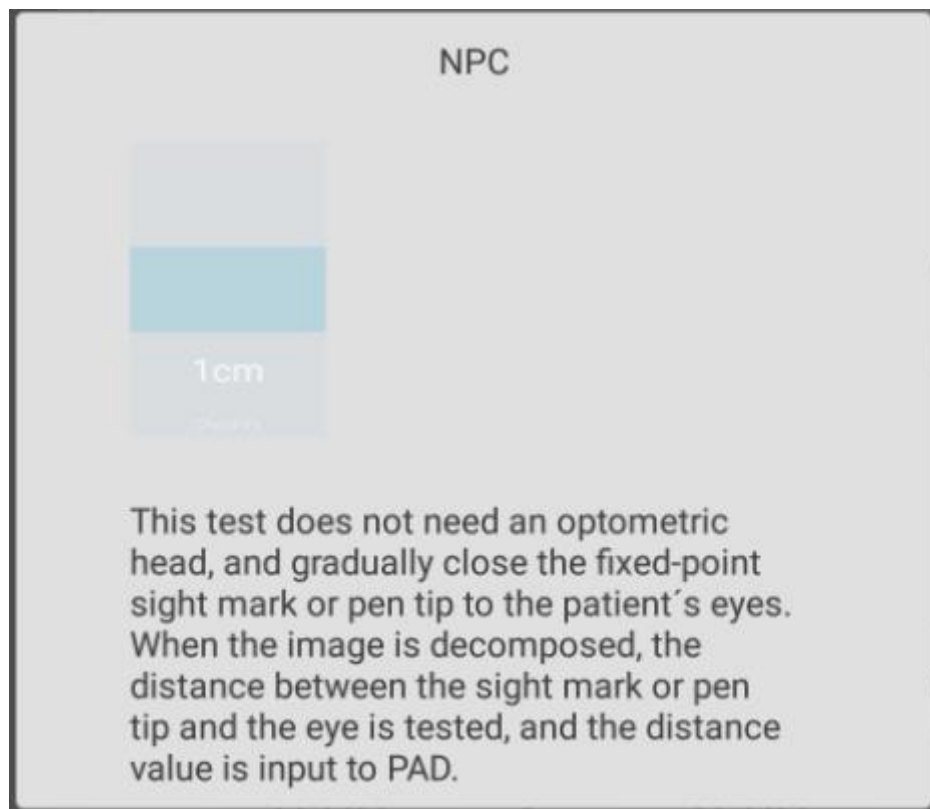 NPC
1cm
This test does not need an optometric
head, and gradually close the fixed-point
sight mark or pen tip to the patient´s eyes.
When the image is decomposed, the
distance between the sight mark or pen
tip and the eye is tested, and the distance
value is input to PAD.